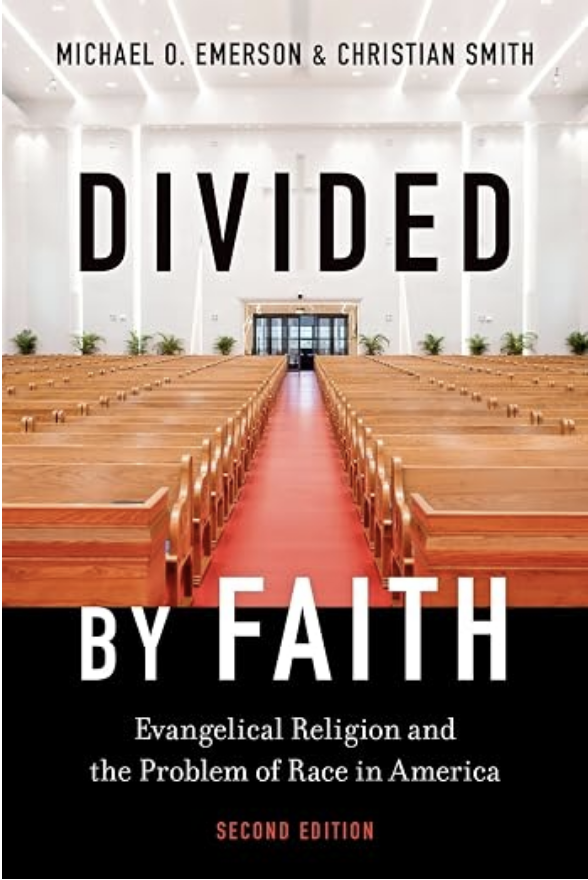 MICHAEL O. EMERSON & CHRISTIAN SMITH
DIVIDED
BY FAITH
Evangelical Religion and
the Problem of Race in America
SECOND EDITION